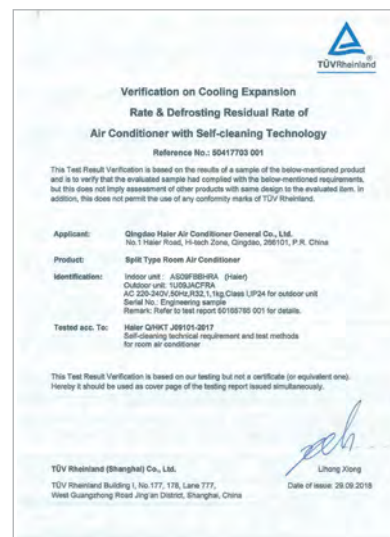 TÜVRheinland
Verification on Cooling Expansion
Rate & Defrosting Residual Rate of
Air Conditioner with Self-cleaning Technology
Reference No.: 50417703 001
This Test Result Verification is based on the results of a sample of the below-mentioned product
and is to verify that the evaluated sample had complied with the below-mentioned requirements,
but this does not imply assessment of other products with same design to the evaluated item. In
addition, this does not permit the use of any conformity marks of TÜV Rheinland.
Applicant: Qingdao Haier Air Conditioner General Co., Ltd.
No.1 Haier Road, Hi-tech Zone, Qingdao, 266101, P.R. China
Product: Split Type Room Air Conditioner
Identification: Indoor unit : AS09FBBHRA (Haier)
Outdoor unit: 1U09JACFRA
AC 220-240V,50Hz,R32,1.1kg,Class I,IP24 for outdoor unit
Serial No.: Engineering sample
Remark: Refer to test report 001 for details.
Tested acc. To: Haier Q/HKT J09101-2017
Self-cleaning technical requirement and test methods
for room air conditioner
This Test Result Verification is based on our testing but not a certificate (or equivalent one).
Hereby it should be used as cover page of the testing report issued simultaneously.
TÜV Rheinland (Shanghai) Co., Ltd.
Lihong Xiong
TÜV Rheinland Building I, No.177, 178, Lane 777,
West Guangzhong Road Jing'an District, Shanghai, China
Date of issue: 29.09.2018